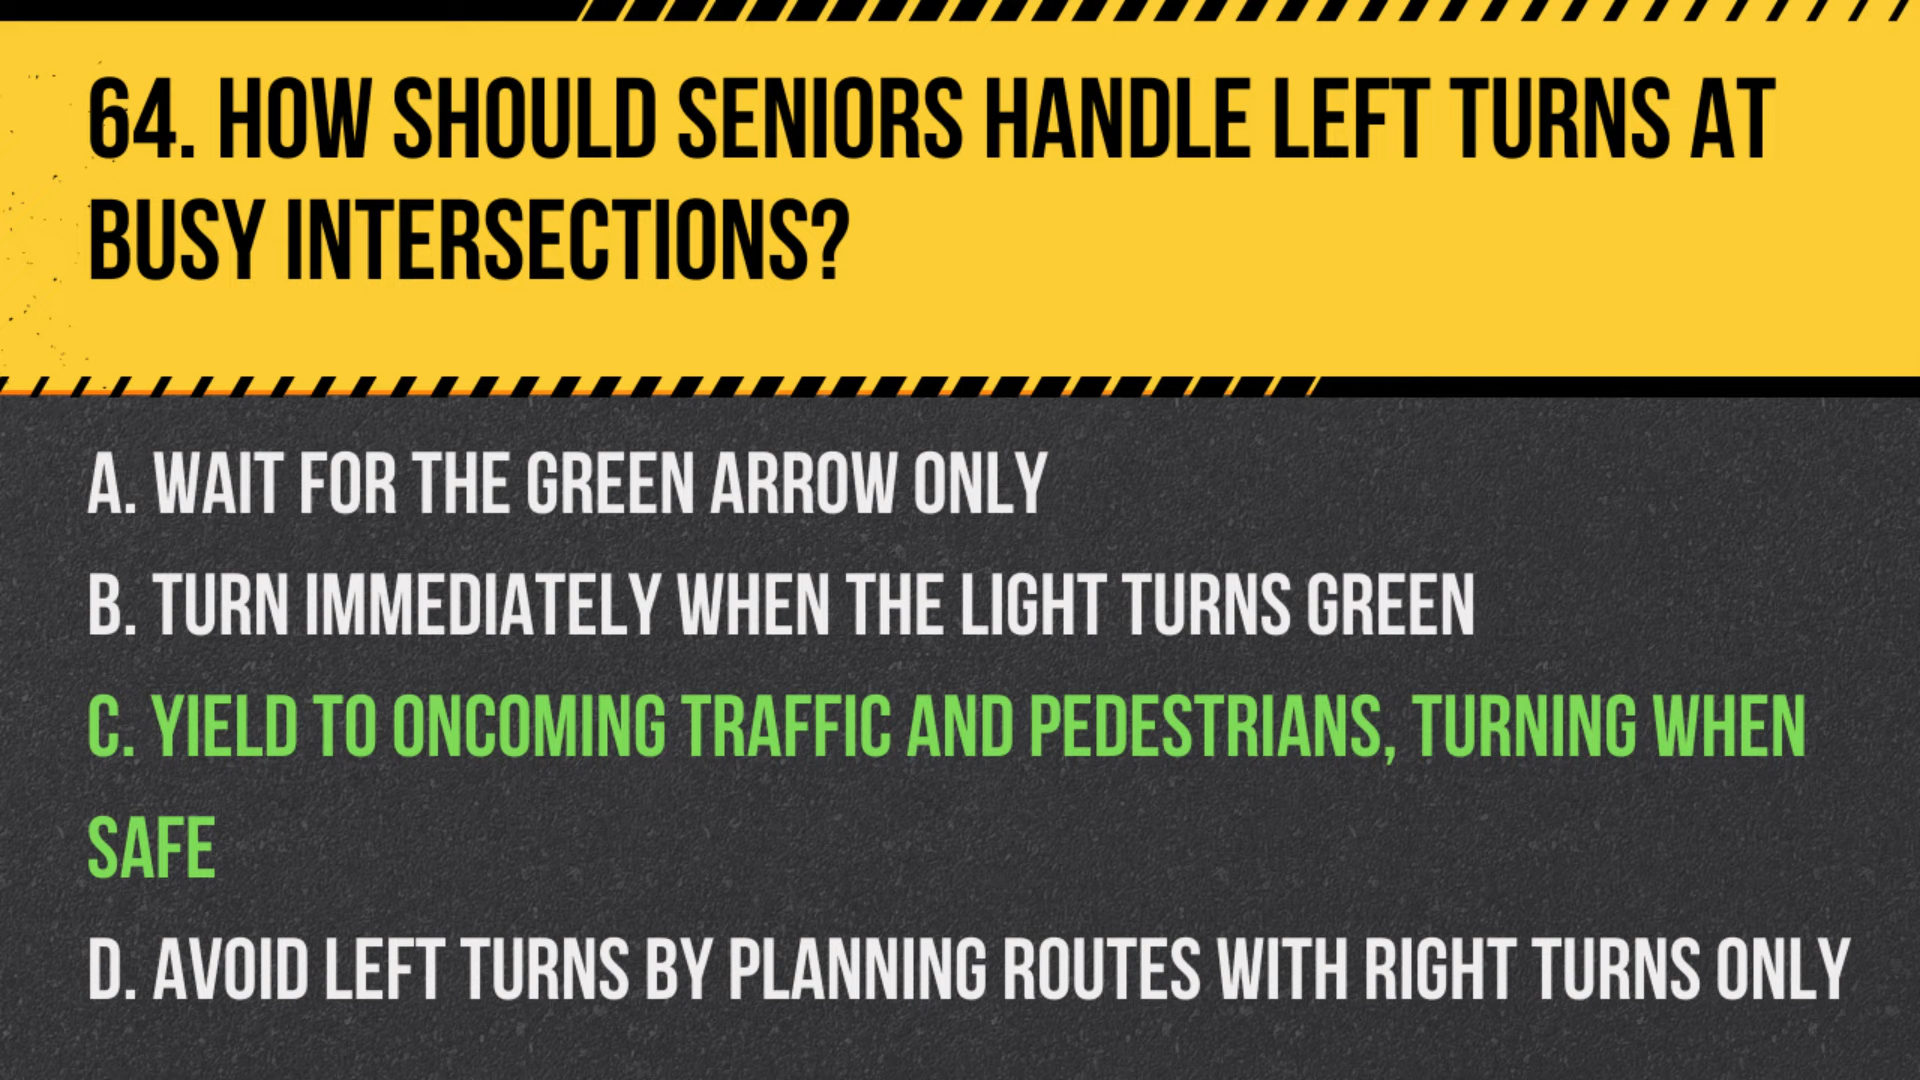 64. HOW SHOULD SENIORS HANDLE LEFT TURNS AT
BUSY INTERSECTIONS?
A. WAIT FOR THE GREEN ARROW ONLY
B. TURN IMMEDIATELY WHEN THE LIGHT TURNS GREEN
C. YIELD TO ONCOMING TRAFFIC AND PEDESTRIANS, TURNING WHEN
SAFE
D. AVOID LEFT TURNS BY PLANNING ROUTES WITH RIGHT TURNS ONLY